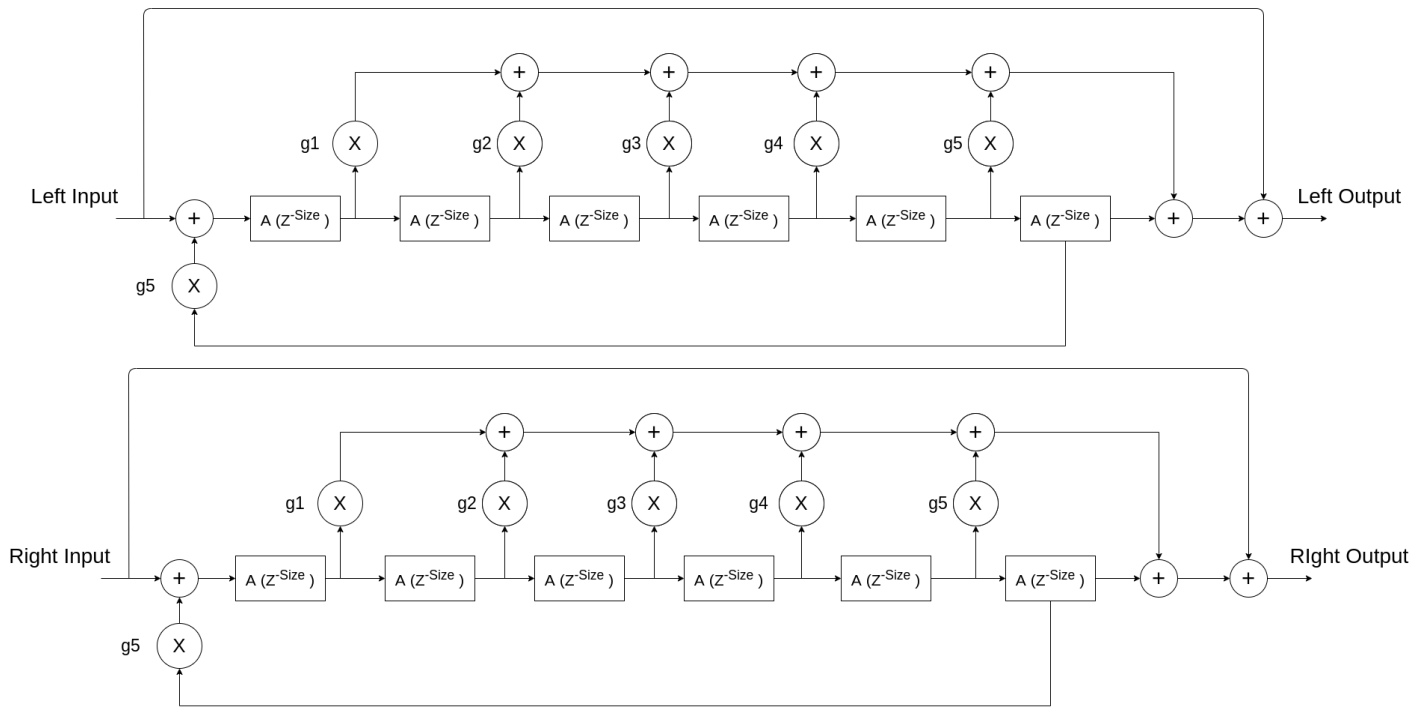 + + + +
g1 X g2 X g3 X g4 X g5 X
Left Input Left Output
+ A (Z-Size ) A (Z-Size ) A (Z-Size ) A (Z-Size ) A (Z-Size ) A (Z-Size ) + +
g5 X
+ + + +
g1 X g2 X g3 X g4 X g5 X
Right Input RIght Output
+ A (Z-Size ) A (Z-Size ) A (Z-Size ) A (Z-Size ) A (Z-Size ) A (Z-Size ) + +
g5 X